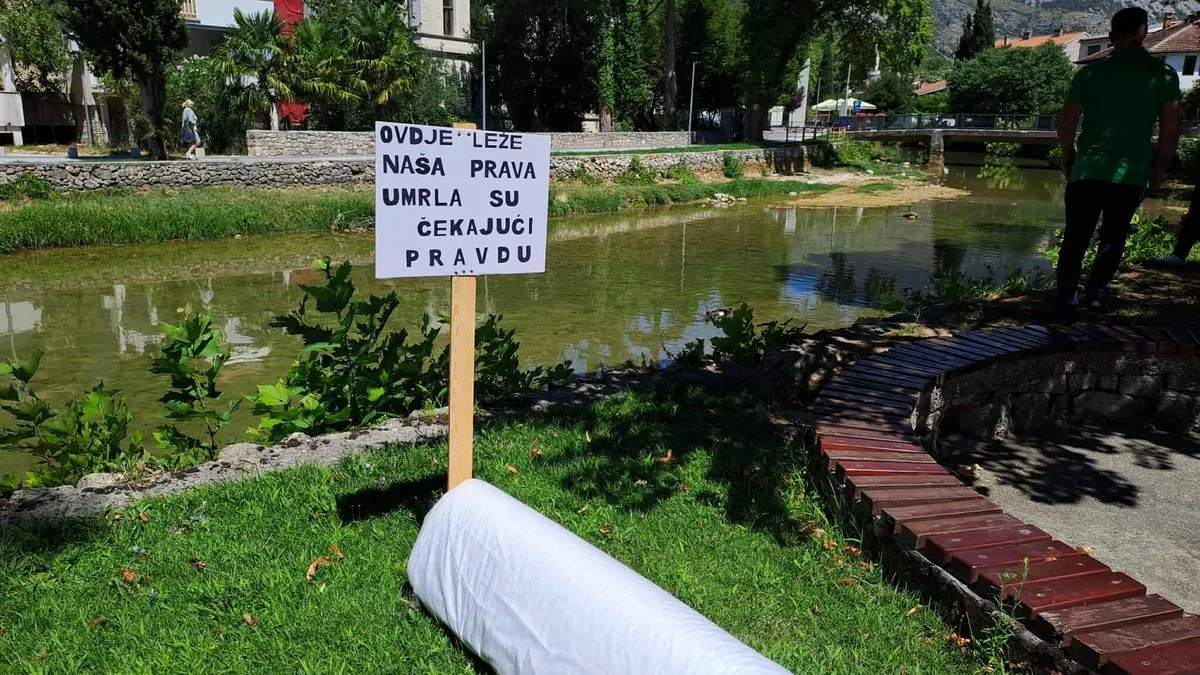 OVDJE LEŽE
NAŠA PRAVA
UMRLA SU
ČEKAJUĆI
PRAVDU